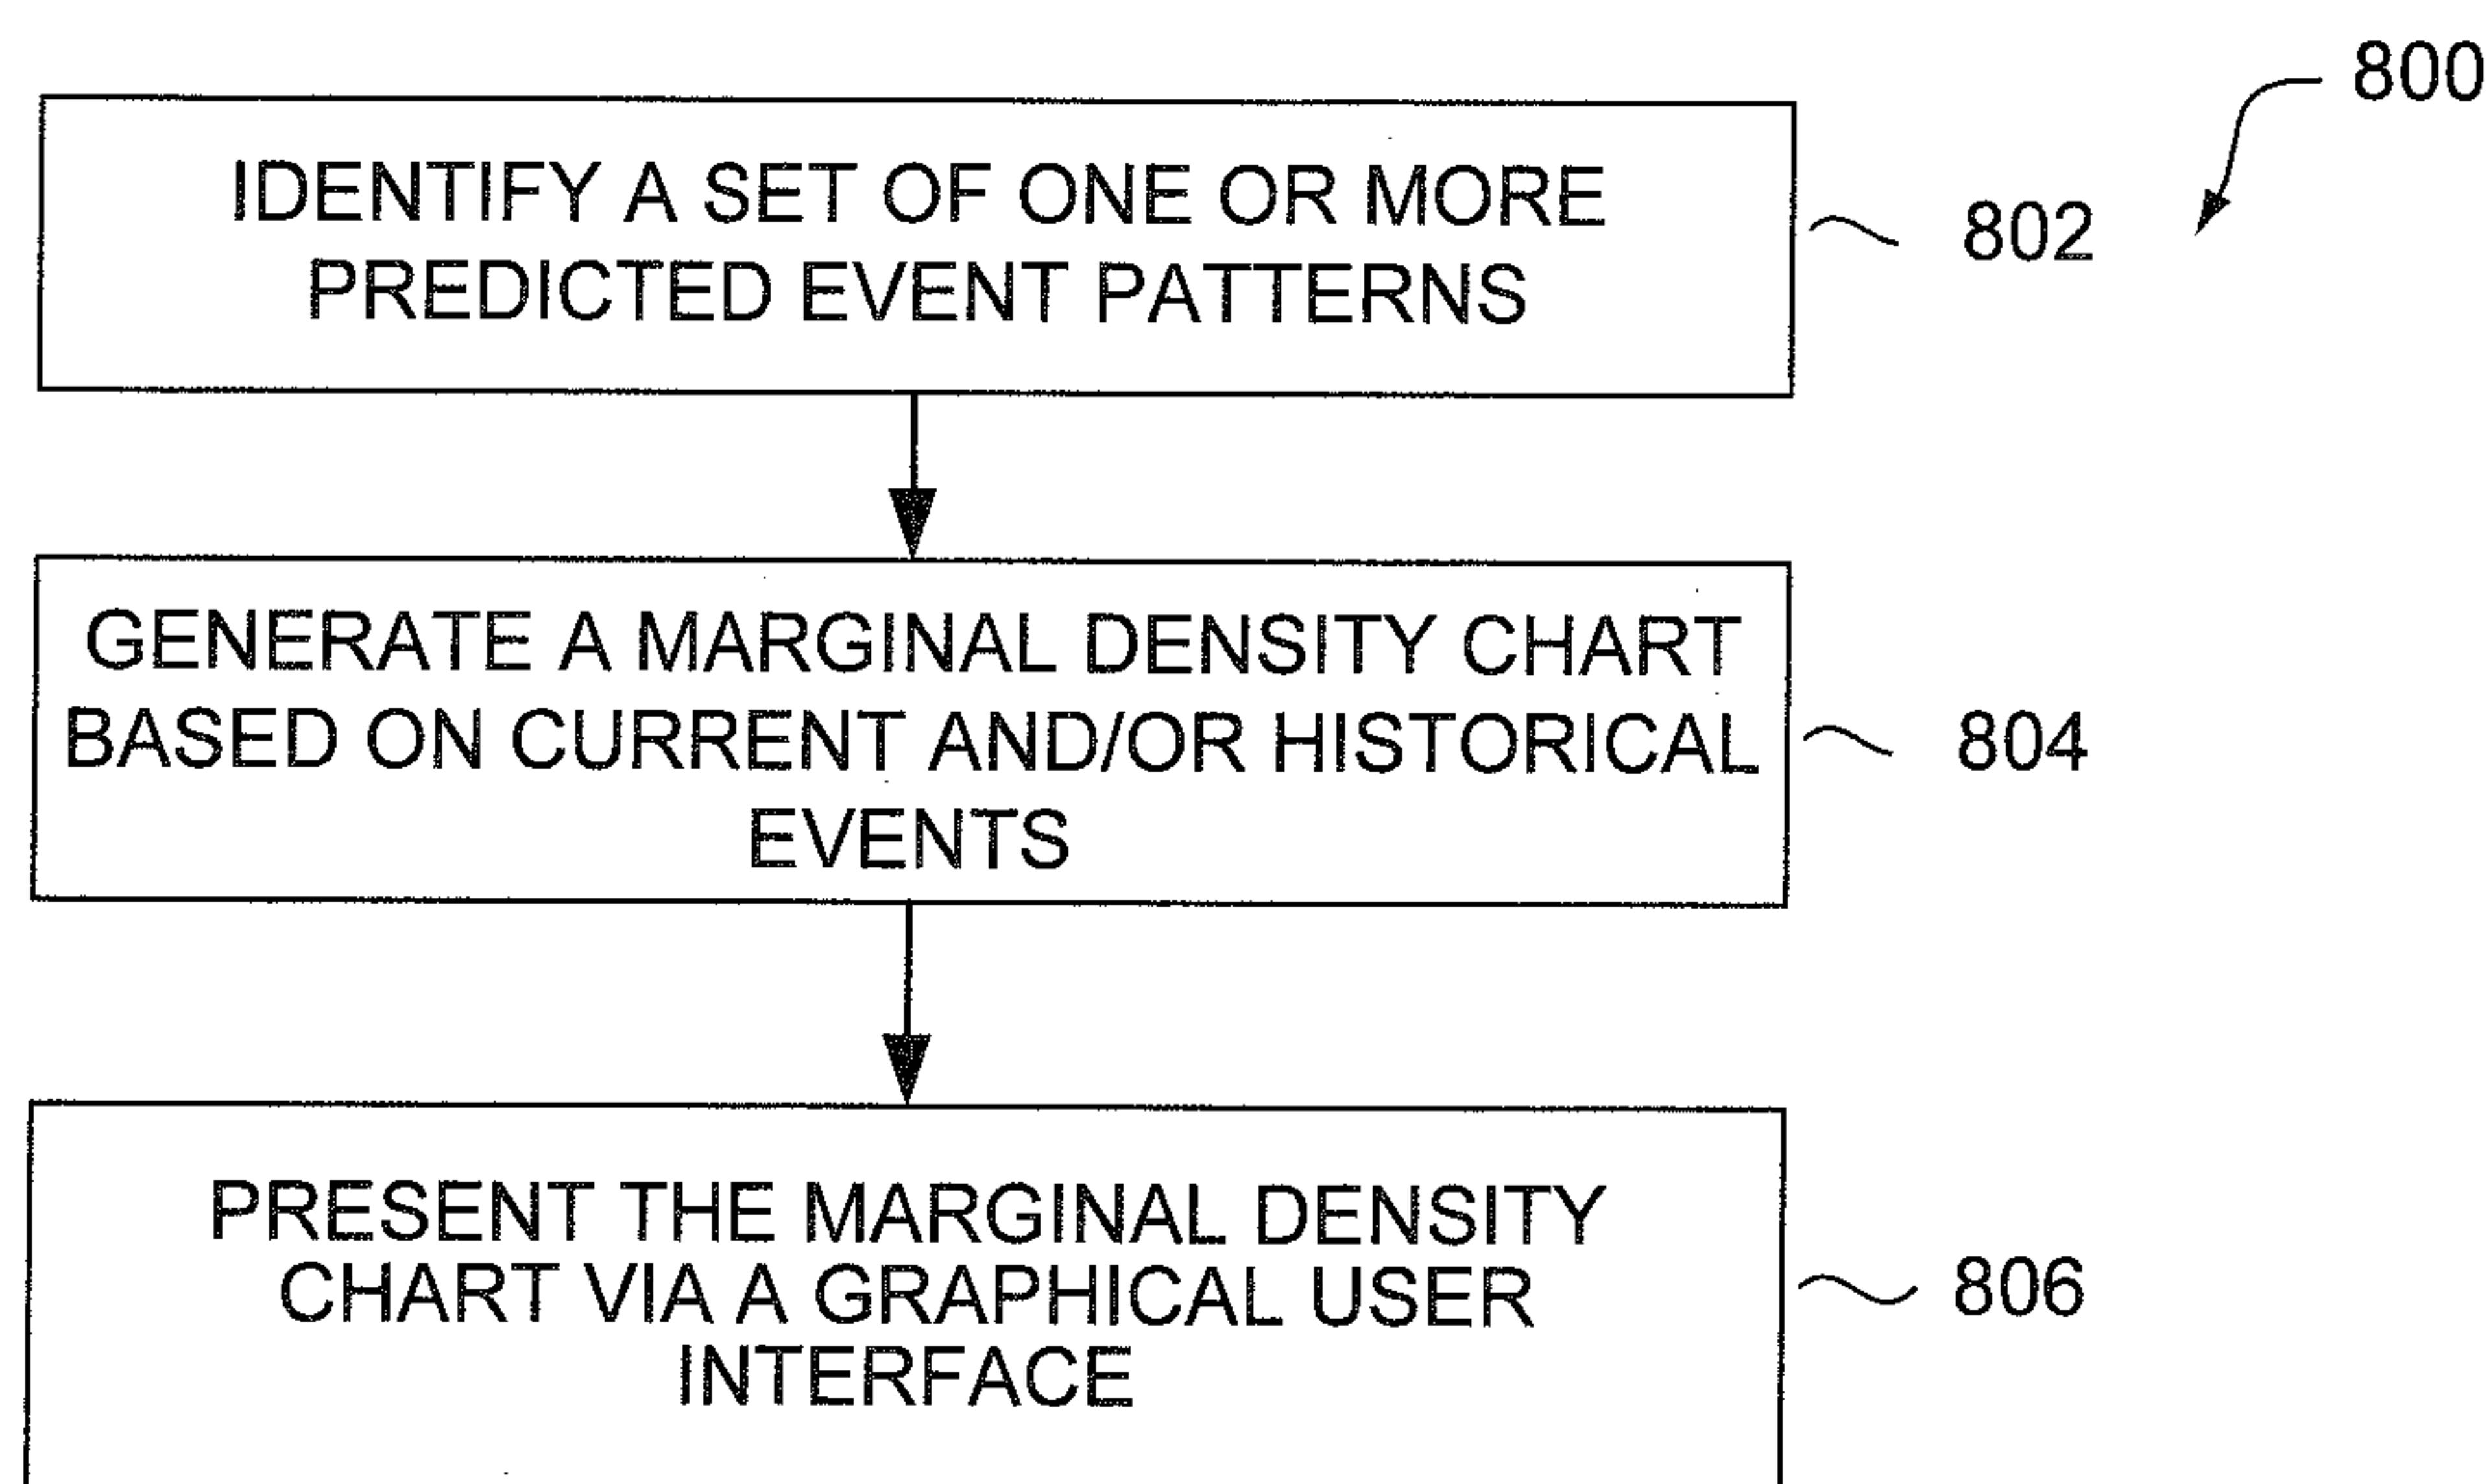 800
IDENTIFY A SET OF ONE OR MORE
PREDICTED EVENT PATTERNS
802
GENERATE A MARGINAL DENSITY CHART
BASED ON CURRENT AND/OR HISTORICAL
EVENTS
804
PRESENT THE MARGINAL DENSITY
CHART VIA A GRAPHICAL USER
INTERFACE
806